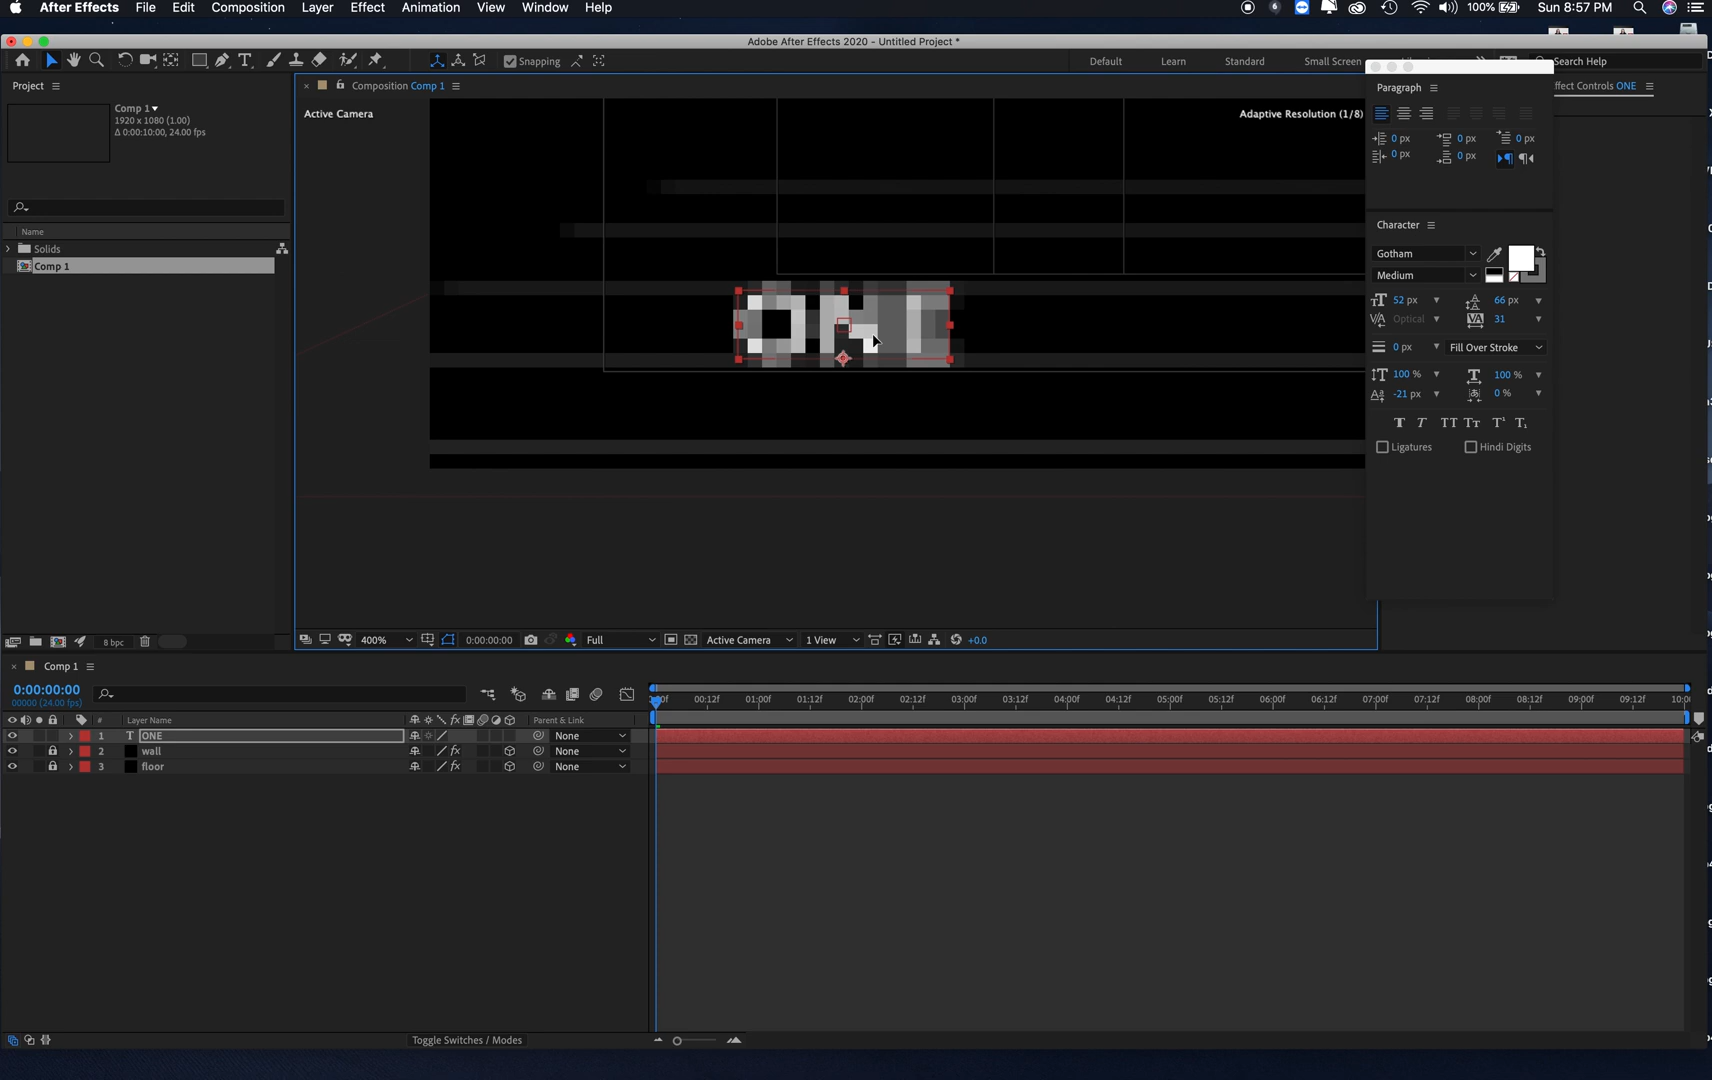 After Effects File Edit Composition Layer Effect Animation View Window Help 6 100% Sun 8:57 PM
Adobe After Effects 2020 - Untitled Project *
Snapping Default Learn Standard Small Screen Search Help
Project
Comp 1
1920 x 1080 (1.00)
Δ 0:00:10:00, 24.00 fps
Name
Solids
Comp 1
8 bpc
Composition Comp 1
Active Camera Adaptive Resolution (1/8)
400% 0:00:00:00 Full Active Camera 1 View +0.0
Effect Controls ONE
Paragraph
0 px 0 px 0 px
0 px 0 px
Character
Gotham
Medium
52 px 66 px
Optical 31
0 px Fill Over Stroke
100 % 100 %
-21 px 0 %
T T TT Tt T¹ T₁
Ligatures Hindi Digits
Comp 1
0:00:00:00
00000 (24.00 fps)
# Layer Name Parent & Link
1 T ONE None
2 wall None
3 floor None
00f 00:12f 01:00f 01:12f 02:00f 02:12f 03:00f 03:12f 04:00f 04:12f 05:00f 05:12f 06:00f 06:12f 07:00f 07:12f 08:00f 08:12f 09:00f 09:12f 10:0
Toggle Switches / Modes